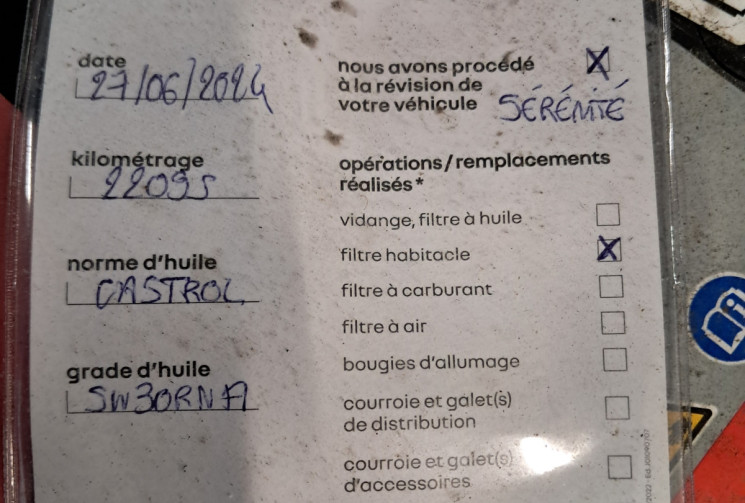 date
27/06/2024
kilométrage
22095
norme d'huile
CASTROL
grade d'huile
5W30RN17
nous avons procédé
à la révision de
votre véhicule
SÉRÉNITÉ
opérations/remplacements
réalisés*
vidange, filtre à huile
filtre habitacle
filtre à carburant
filtre à air
bougies d'allumage
courroie et galet(s)
de distribution
courroie et galet(s)
d'accessoires